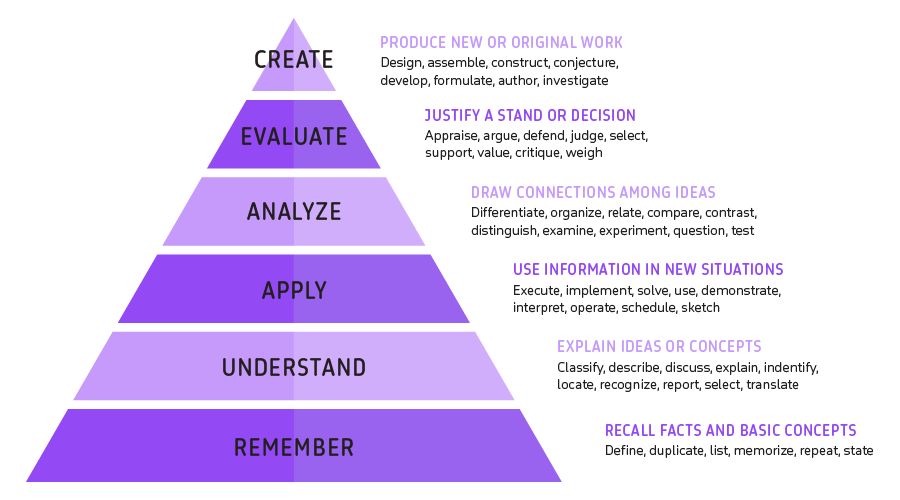 CREATE
PRODUCE NEW OR ORIGINAL WORK
Design, assemble, construct, conjecture,
develop, formulate, author, investigate
EVALUATE
JUSTIFY A STAND OR DECISION
Appraise, argue, defend, judge, select,
support, value, critique, weigh
ANALYZE
DRAW CONNECTIONS AMONG IDEAS
Differentiate, organize, relate, compare, contrast,
distinguish, examine, experiment, question, test
APPLY
USE INFORMATION IN NEW SITUATIONS
Execute, implement, solve, use, demonstrate,
interpret, operate, schedule, sketch
UNDERSTAND
EXPLAIN IDEAS OR CONCEPTS
Classify, describe, discuss, explain, indentify,
locate, recognize, report, select, translate
REMEMBER
RECALL FACTS AND BASIC CONCEPTS
Define, duplicate, list, memorize, repeat, state